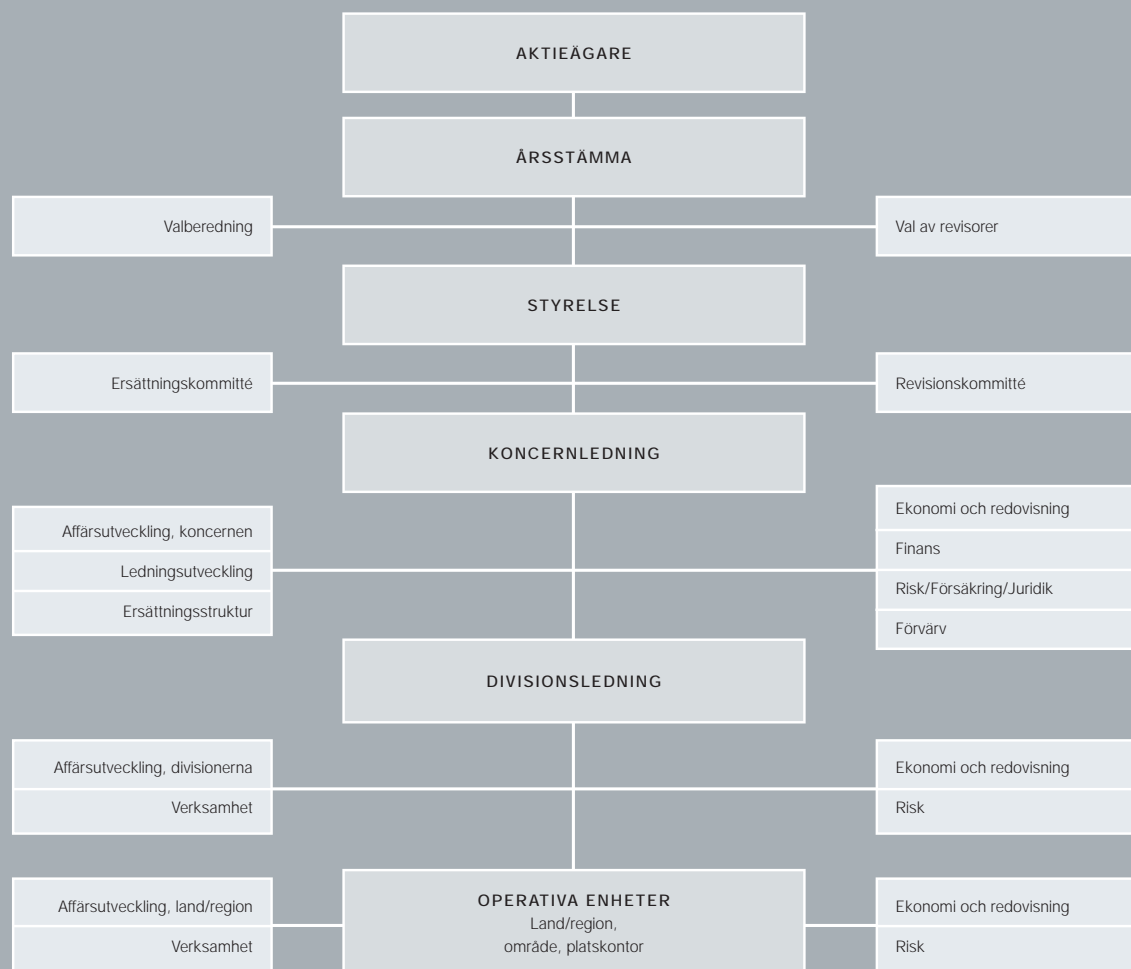 AKTIEÄGARE
ÅRSSTÄMMA
Valberedning
Val av revisorer
STYRELSE
Ersättningskommitté
Revisionskommitté
KONCERNLEDNING
Affärsutveckling, koncernen
Ledningsutveckling
Ersättningsstruktur
Ekonomi och redovisning
Finans
Risk/Försäkring/Juridik
Förvärv
DIVISIONSLEDNING
Affärsutveckling, divisionerna
Verksamhet
Ekonomi och redovisning
Risk
Affärsutveckling, land/region
Verksamhet
OPERATIVA ENHETER
Land/region,
område, platskontor
Ekonomi och redovisning
Risk